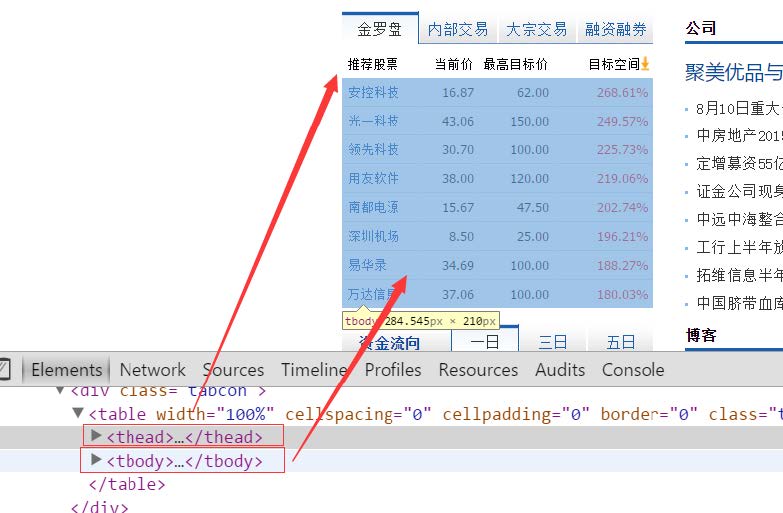 金罗盘 内部交易 大宗交易 融资融券
推荐股票 当前价 最高目标价 目标空间
安控科技 16.87 62.00 268.61%
光一科技 43.06 150.00 249.57%
领先科技 30.70 100.00 225.73%
用友软件 38.00 120.00 219.06%
南都电源 15.67 47.50 202.74%
深圳机场 8.50 25.00 196.21%
易华录 34.69 100.00 188.27%
万达信息 37.06 100.00 180.03%
tbody 284.545px × 210px
资金流向 一日 三日 五日
公司
聚美优品与
8月10日重大
中房地产2015
定增募资55亿
证金公司现身
中远中海整合
工行上半年放
拓维信息半年
中国脐带血库
博客
Elements Network Sources Timeline Profiles Resources Audits Console
<div class="tabcon">
<table width="100%" cellspacing="0" cellpadding="0" border="0" class="t
<thead>…</thead>
<tbody>…</tbody>
</table>
</div>